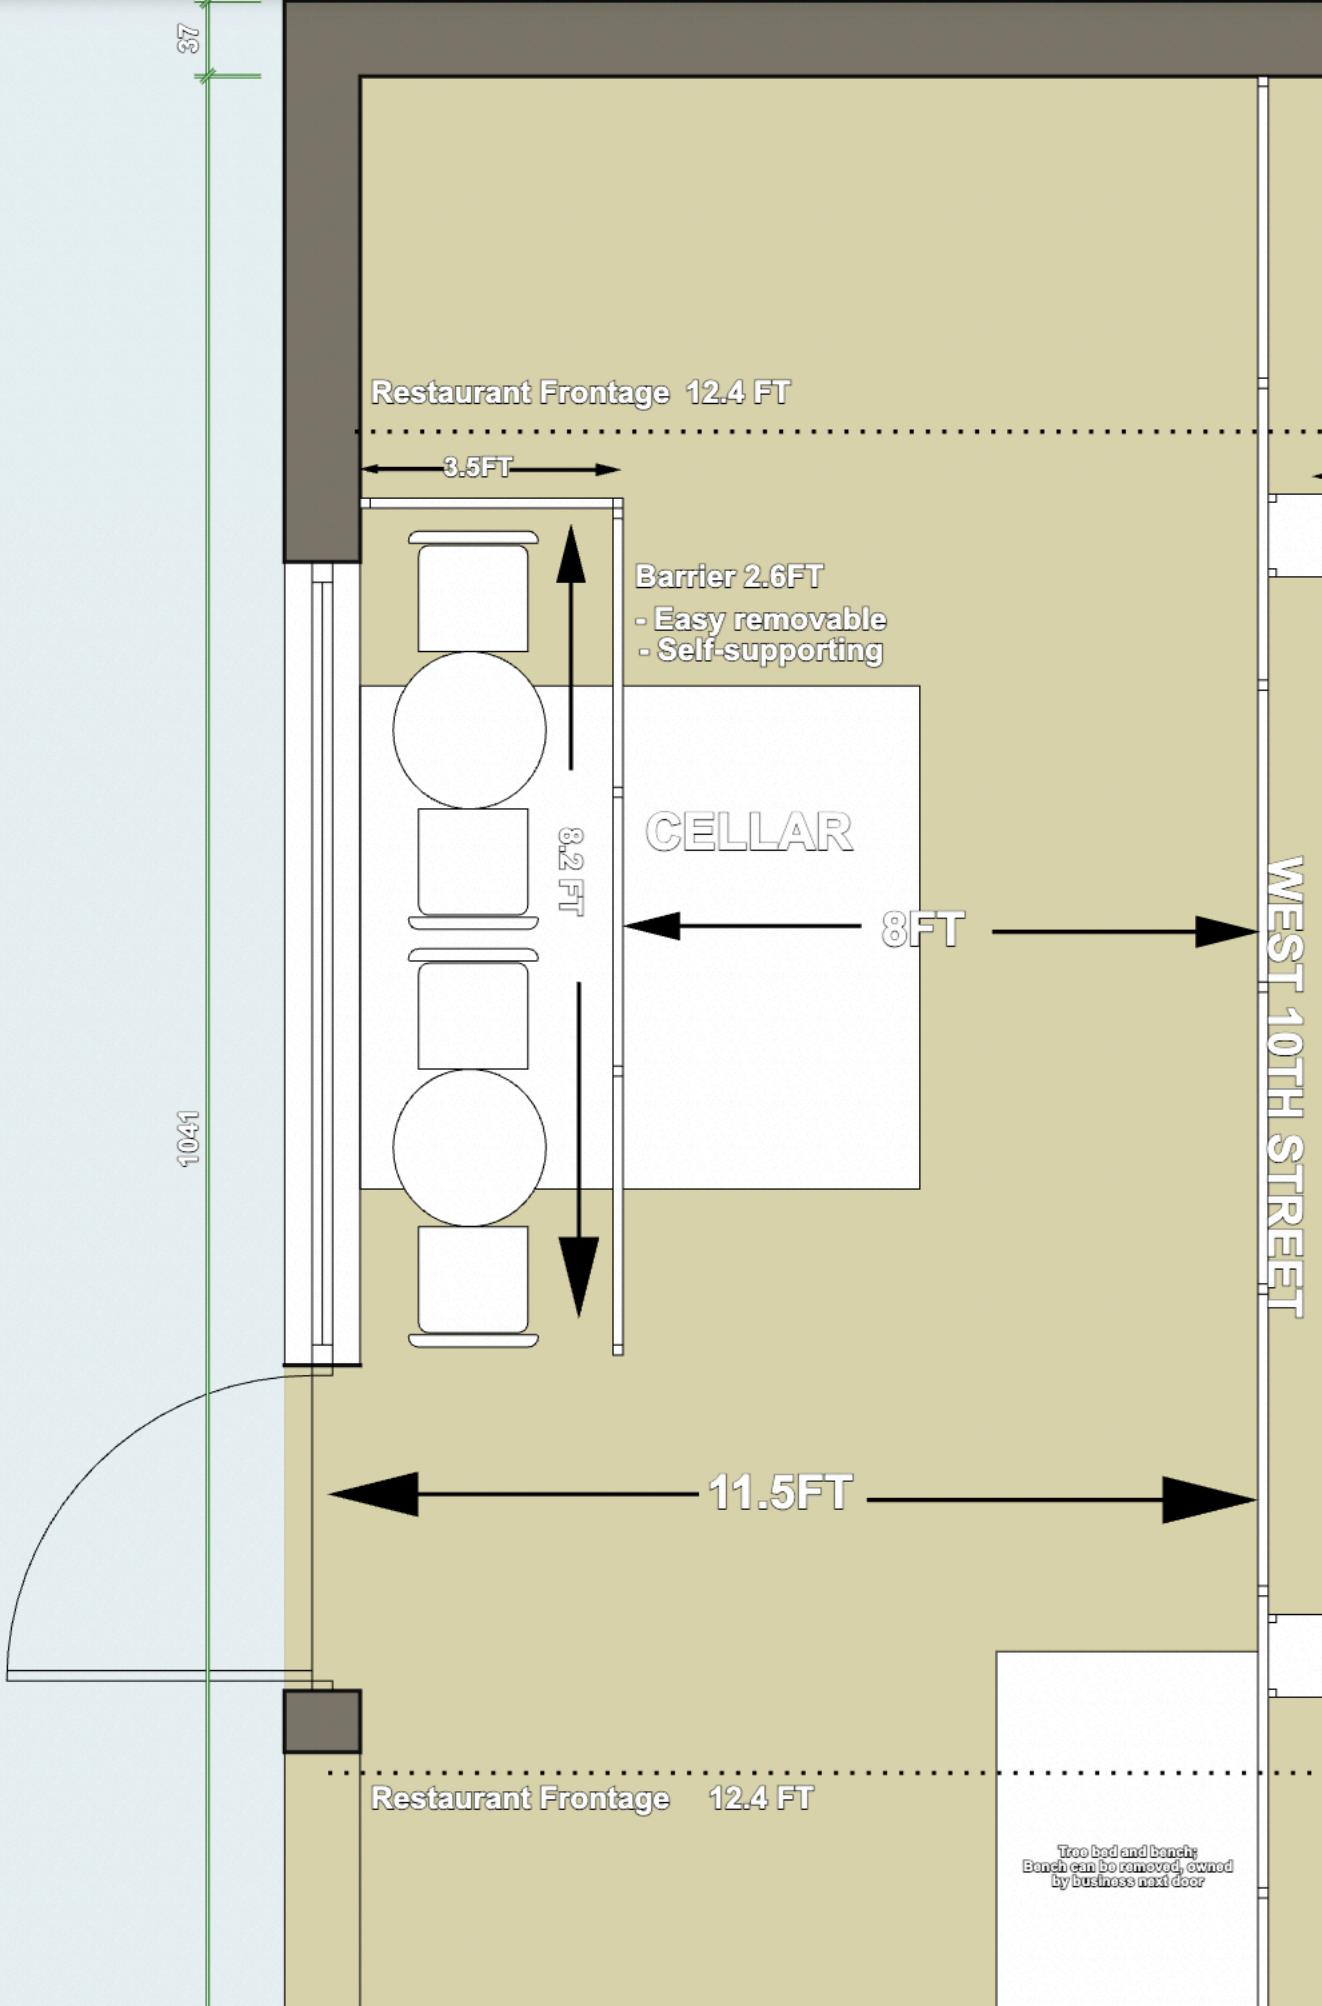 37
Restaurant Frontage 12.4 FT
3.5FT
Barrier 2.6FT
- Easy removable
- Self-supporting
CELLAR
8.2 FT
8FT
WEST 10TH STREET
1041
11.5FT
Restaurant Frontage 12.4 FT
Tree bed and bench;
Bench can be removed, owned
by business next door